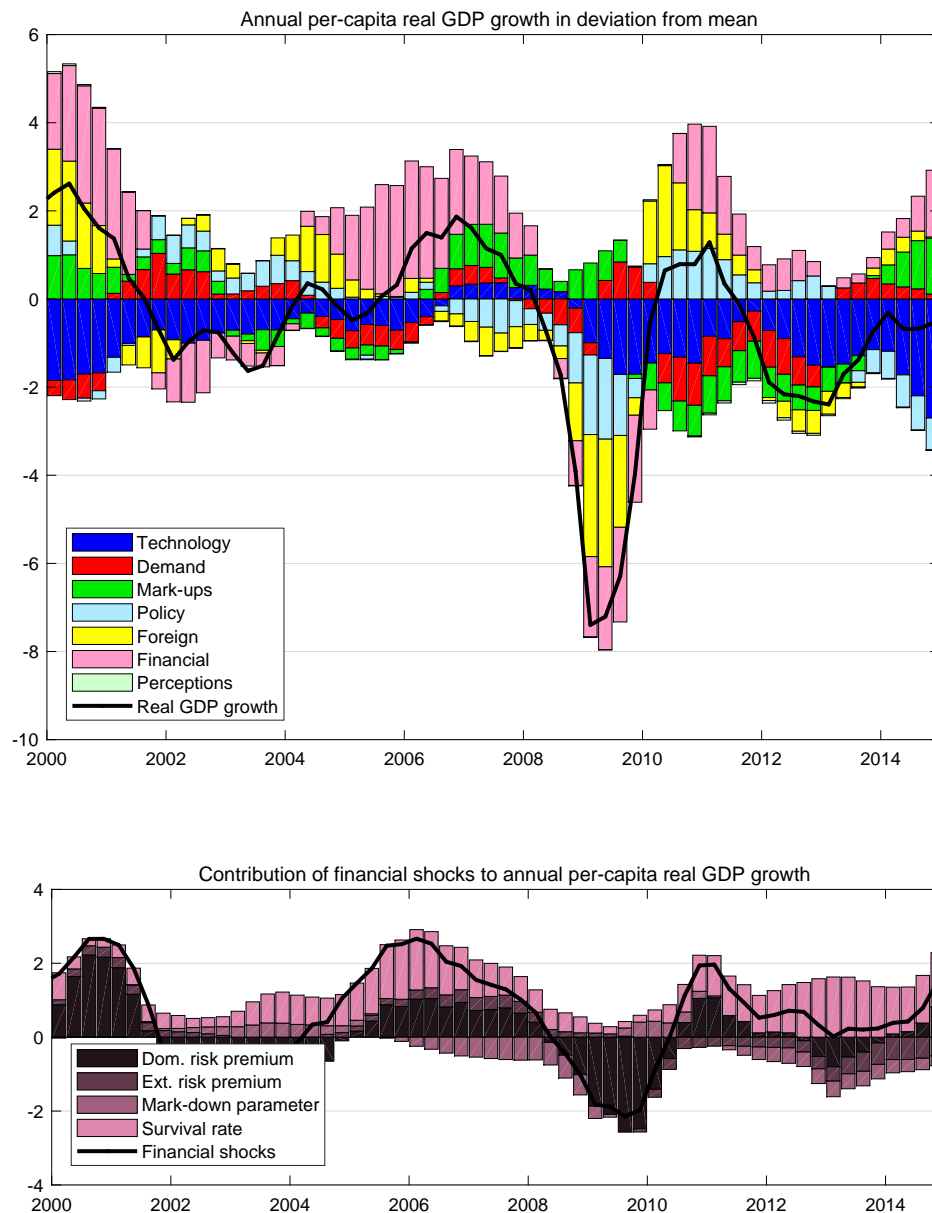 Annual per-capita real GDP growth in deviation from mean
6
4
2
0
-2
-4
-6
-8
-10
Technology
Demand
Mark-ups
Policy
Foreign
Financial
Perceptions
Real GDP growth
2000 2002 2004 2006 2008 2010 2012 2014
Contribution of financial shocks to annual per-capita real GDP growth
4
2
0
-2
-4
Dom. risk premium
Ext. risk premium
Mark-down parameter
Survival rate
Financial shocks
2000 2002 2004 2006 2008 2010 2012 2014